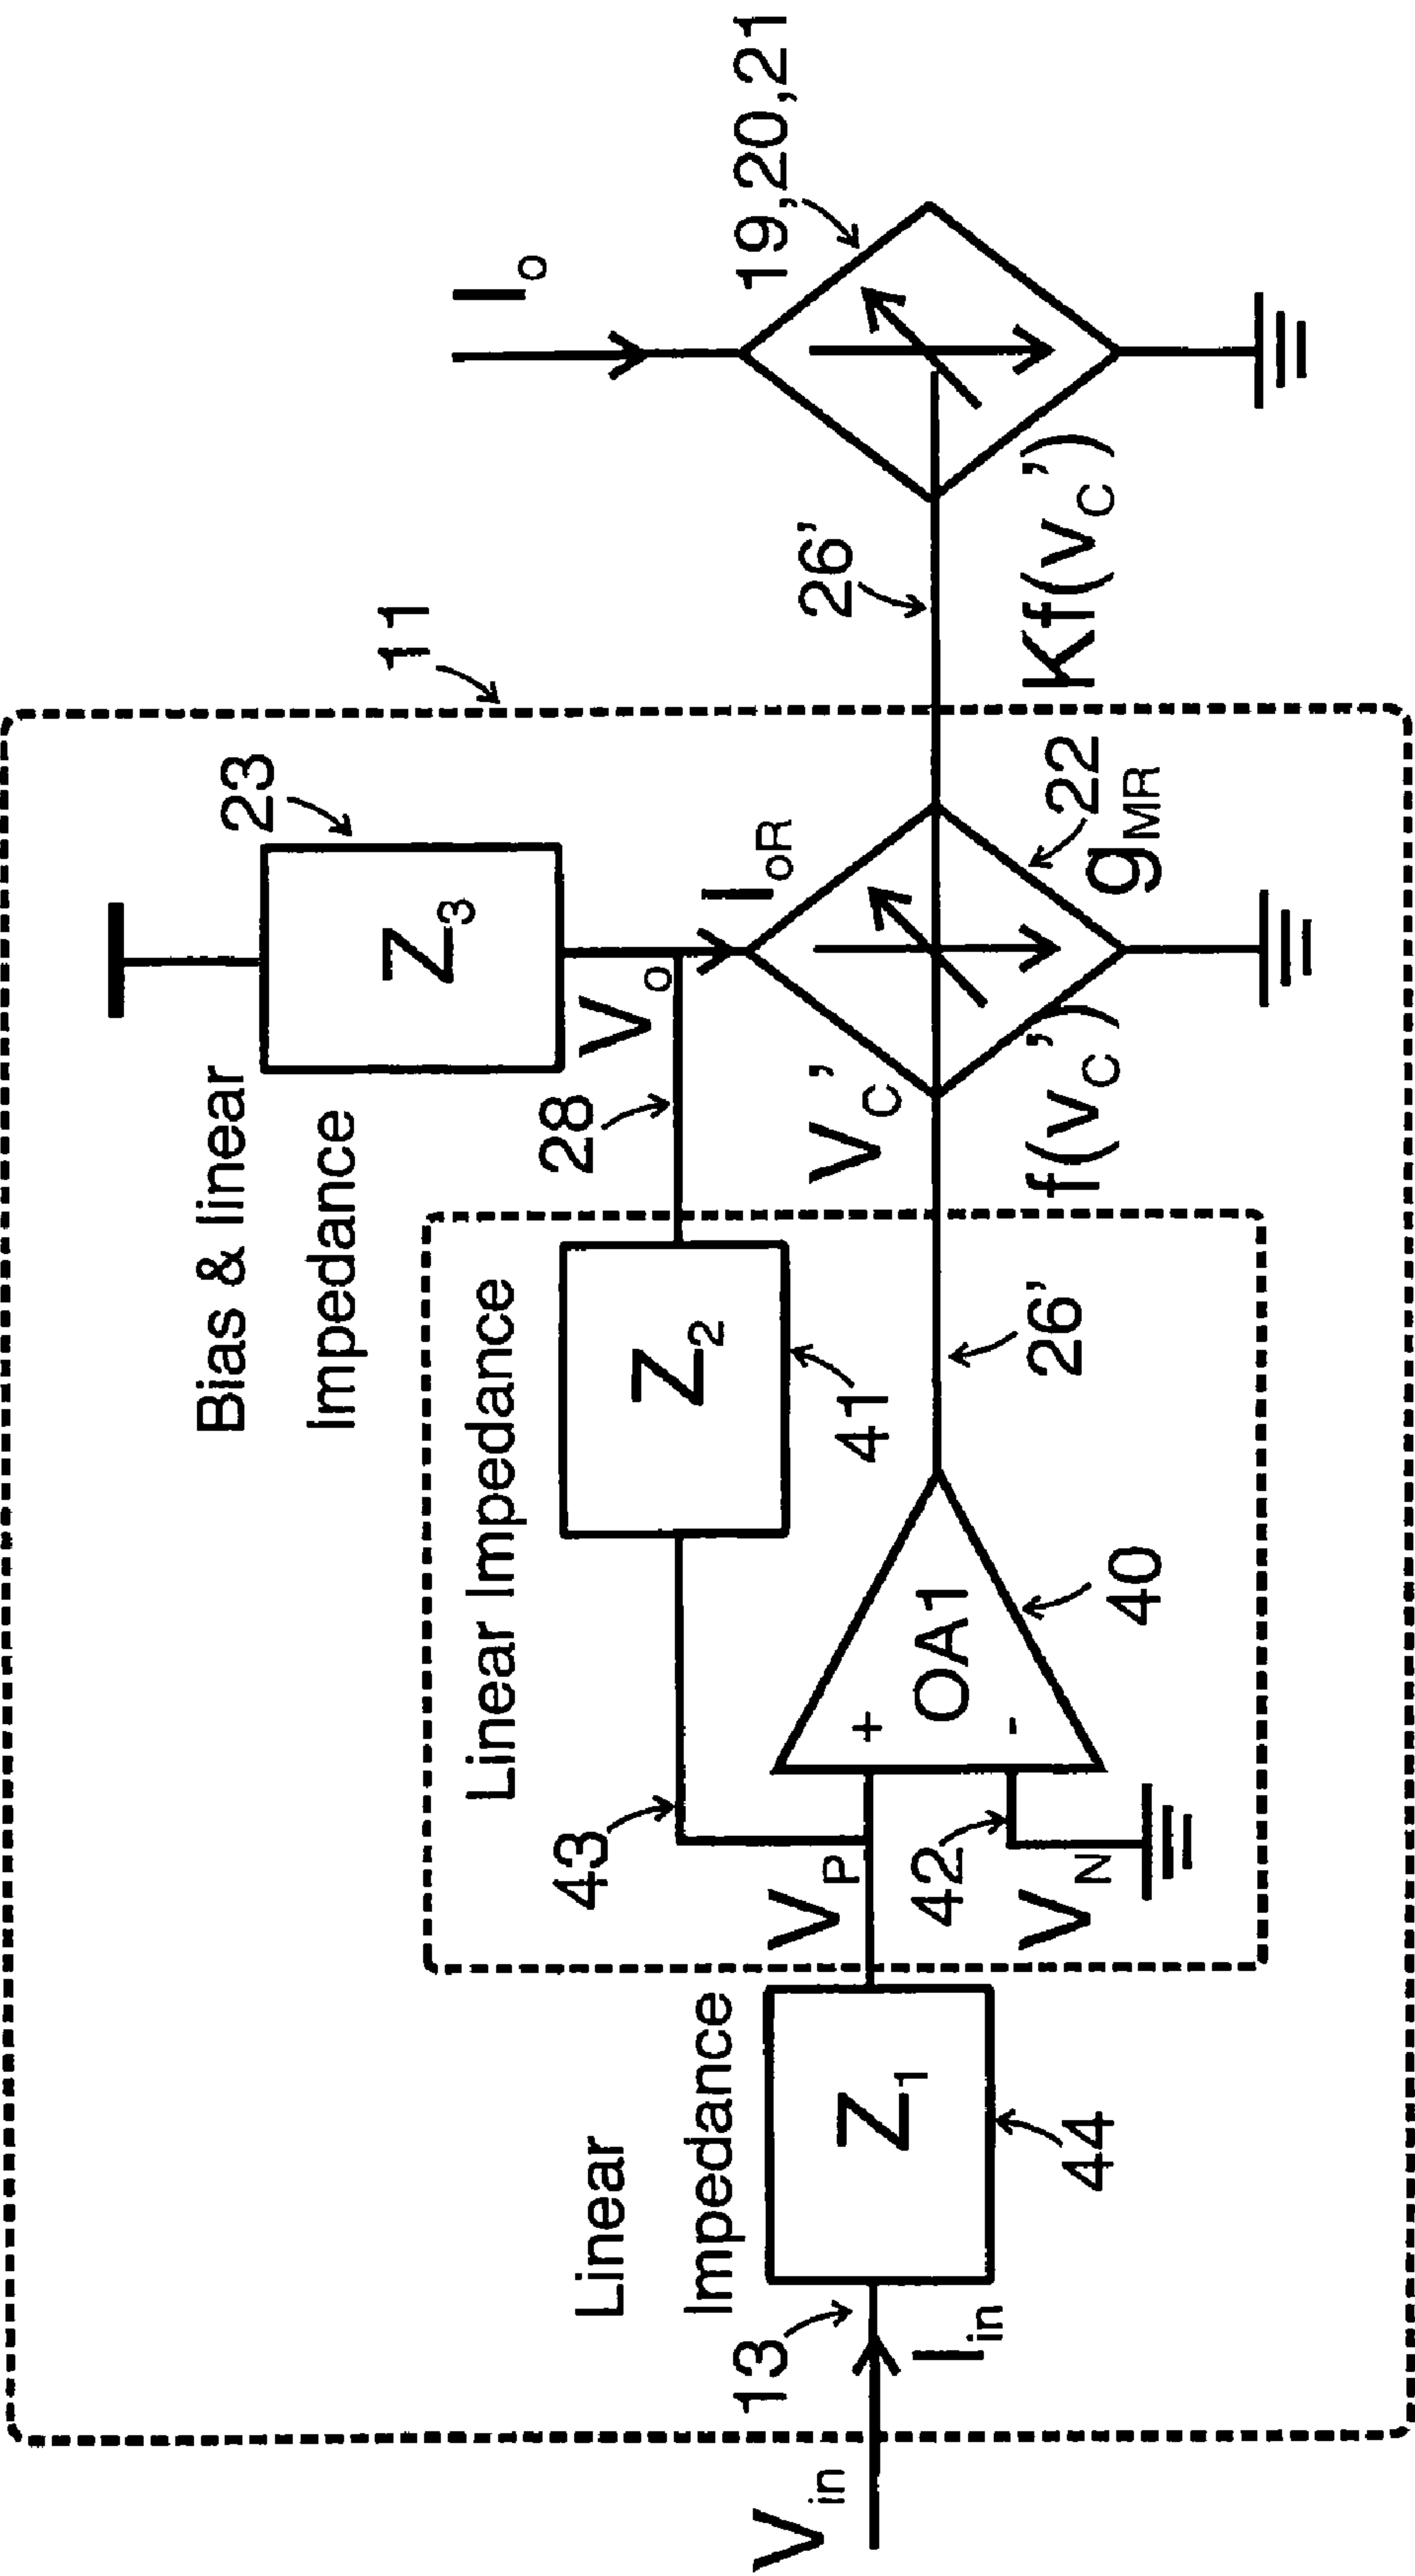 11
Bias & linear
Impedance
23
Z3
Linear Impedance
28
Vo
IoR
Io
43
Z2
41
VC'
26'
19,20,21
Linear
Impedance
VP
+
OA1
-
Vin
13
Iin
Z1
44
42
VN
40
26'
f(vC')
22
gMR
Kf(vC')